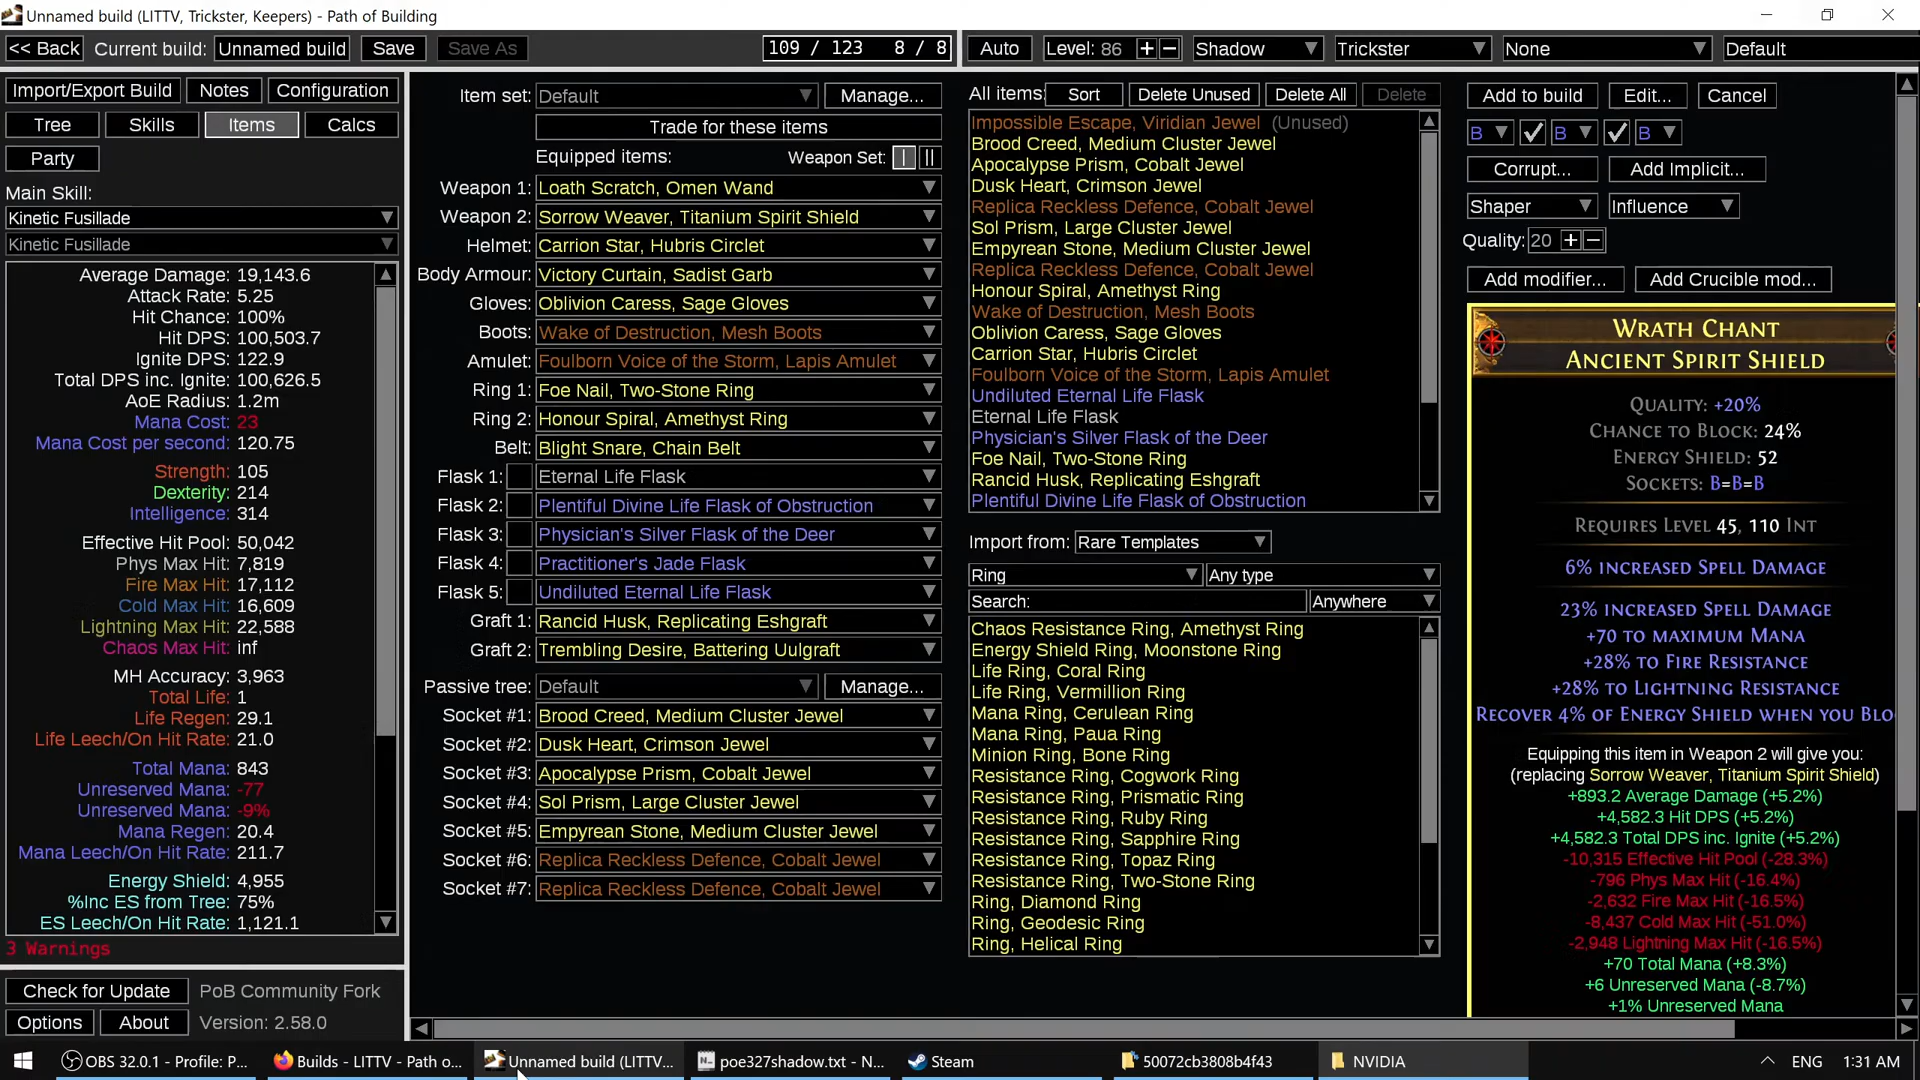 Unnamed build (LITTV, Trickster, Keepers) - Path of Building
<< Back
Current build:
Unnamed build
Save
Save As
109 / 123 8 / 8
Auto
Level: 86
+
−
Shadow
Trickster
None
Default
Import/Export Build
Notes
Configuration
Tree
Skills
Items
Calcs
Party
Main Skill:
Kinetic Fusillade
Kinetic Fusillade
Average Damage: 19,143.6
Attack Rate: 5.25
Hit Chance: 100%
Hit DPS: 100,503.7
Ignite DPS: 122.9
Total DPS inc. Ignite: 100,626.5
AoE Radius: 1.2m
Mana Cost: 23
Mana Cost per second: 120.75
Strength: 105
Dexterity: 214
Intelligence: 314
Effective Hit Pool: 50,042
Phys Max Hit: 7,819
Fire Max Hit: 17,112
Cold Max Hit: 16,609
Lightning Max Hit: 22,588
Chaos Max Hit: inf
MH Accuracy: 3,963
Total Life: 1
Life Regen: 29.1
Life Leech/On Hit Rate: 21.0
Total Mana: 843
Unreserved Mana: -77
Unreserved Mana: -9%
Mana Regen: 20.4
Mana Leech/On Hit Rate: 211.7
Energy Shield: 4,955
%Inc ES from Tree: 75%
ES Leech/On Hit Rate: 1,121.1
3 Warnings
Check for Update
PoB Community Fork
Options
About
Version: 2.58.0
Item set: Default
Manage...
Trade for these items
Equipped items:
Weapon Set: | ||
Weapon 1: Loath Scratch, Omen Wand
Weapon 2: Sorrow Weaver, Titanium Spirit Shield
Helmet: Carrion Star, Hubris Circlet
Body Armour: Victory Curtain, Sadist Garb
Gloves: Oblivion Caress, Sage Gloves
Boots: Wake of Destruction, Mesh Boots
Amulet: Foulborn Voice of the Storm, Lapis Amulet
Ring 1: Foe Nail, Two-Stone Ring
Ring 2: Honour Spiral, Amethyst Ring
Belt: Blight Snare, Chain Belt
Flask 1: Eternal Life Flask
Flask 2: Plentiful Divine Life Flask of Obstruction
Flask 3: Physician's Silver Flask of the Deer
Flask 4: Practitioner's Jade Flask
Flask 5: Undiluted Eternal Life Flask
Graft 1: Rancid Husk, Replicating Eshgraft
Graft 2: Trembling Desire, Battering Uulgraft
Passive tree: Default
Manage...
Socket #1: Brood Creed, Medium Cluster Jewel
Socket #2: Dusk Heart, Crimson Jewel
Socket #3: Apocalypse Prism, Cobalt Jewel
Socket #4: Sol Prism, Large Cluster Jewel
Socket #5: Empyrean Stone, Medium Cluster Jewel
Socket #6: Replica Reckless Defence, Cobalt Jewel
Socket #7: Replica Reckless Defence, Cobalt Jewel
All items:
Sort
Delete Unused
Delete All
Delete
Impossible Escape, Viridian Jewel (Unused)
Brood Creed, Medium Cluster Jewel
Apocalypse Prism, Cobalt Jewel
Dusk Heart, Crimson Jewel
Replica Reckless Defence, Cobalt Jewel
Sol Prism, Large Cluster Jewel
Empyrean Stone, Medium Cluster Jewel
Replica Reckless Defence, Cobalt Jewel
Honour Spiral, Amethyst Ring
Wake of Destruction, Mesh Boots
Oblivion Caress, Sage Gloves
Carrion Star, Hubris Circlet
Foulborn Voice of the Storm, Lapis Amulet
Undiluted Eternal Life Flask
Eternal Life Flask
Physician's Silver Flask of the Deer
Foe Nail, Two-Stone Ring
Rancid Husk, Replicating Eshgraft
Plentiful Divine Life Flask of Obstruction
Import from: Rare Templates
Ring
Any type
Search:
Anywhere
Chaos Resistance Ring, Amethyst Ring
Energy Shield Ring, Moonstone Ring
Life Ring, Coral Ring
Life Ring, Vermillion Ring
Mana Ring, Cerulean Ring
Mana Ring, Paua Ring
Minion Ring, Bone Ring
Resistance Ring, Cogwork Ring
Resistance Ring, Prismatic Ring
Resistance Ring, Ruby Ring
Resistance Ring, Sapphire Ring
Resistance Ring, Topaz Ring
Resistance Ring, Two-Stone Ring
Ring, Diamond Ring
Ring, Geodesic Ring
Ring, Helical Ring
Add to build
Edit...
Cancel
B
B
B
Corrupt...
Add Implicit...
Shaper
Influence
Quality: 20 + −
Add modifier...
Add Crucible mod...
WRATH CHANT
ANCIENT SPIRIT SHIELD
QUALITY: +20%
CHANCE TO BLOCK: 24%
ENERGY SHIELD: 52
SOCKETS: B=B=B
REQUIRES LEVEL 45, 110 INT
6% INCREASED SPELL DAMAGE
23% INCREASED SPELL DAMAGE
+70 TO MAXIMUM MANA
+28% TO FIRE RESISTANCE
+28% TO LIGHTNING RESISTANCE
RECOVER 4% OF ENERGY SHIELD WHEN YOU BLO
Equipping this item in Weapon 2 will give you:
(replacing Sorrow Weaver, Titanium Spirit Shield)
+893.2 Average Damage (+5.2%)
+4,582.3 Hit DPS (+5.2%)
+4,582.3 Total DPS inc. Ignite (+5.2%)
-10,315 Effective Hit Pool (-28.3%)
-796 Phys Max Hit (-16.4%)
-2,632 Fire Max Hit (-16.5%)
-8,437 Cold Max Hit (-51.0%)
-2,948 Lightning Max Hit (-16.5%)
+70 Total Mana (+8.3%)
+6 Unreserved Mana (-8.7%)
+1% Unreserved Mana
OBS 32.0.1 - Profile: P...
Builds - LITTV - Path o...
Unnamed build (LITTV...
poe327shadow.txt - N...
Steam
50072cb3808b4f43
NVIDIA
ENG
1:31 AM